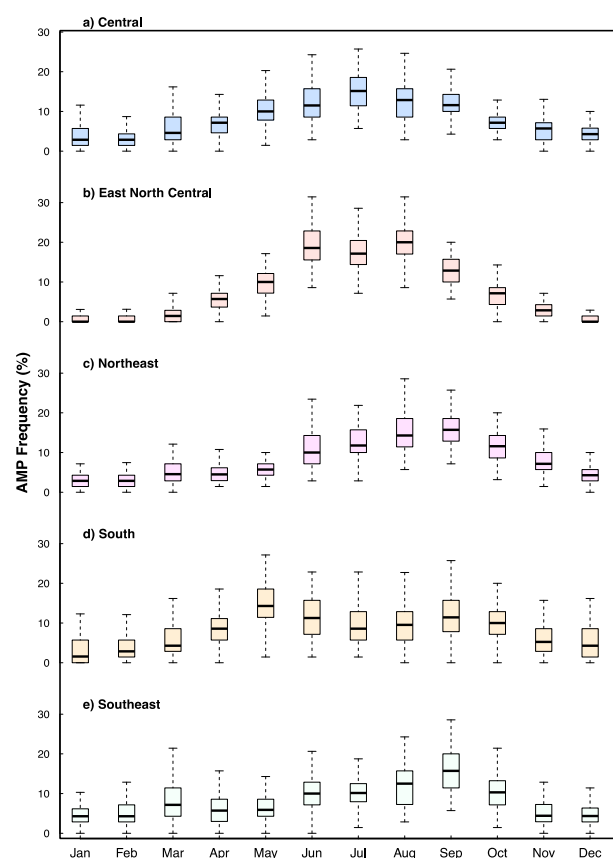 a) Central
30
20
10
0
b) East North Central
30
20
10
0
AMP Frequency (%)
c) Northeast
30
20
10
0
d) South
30
20
10
0
e) Southeast
30
20
10
0
Jan Feb Mar Apr May Jun Jul Aug Sep Oct Nov Dec